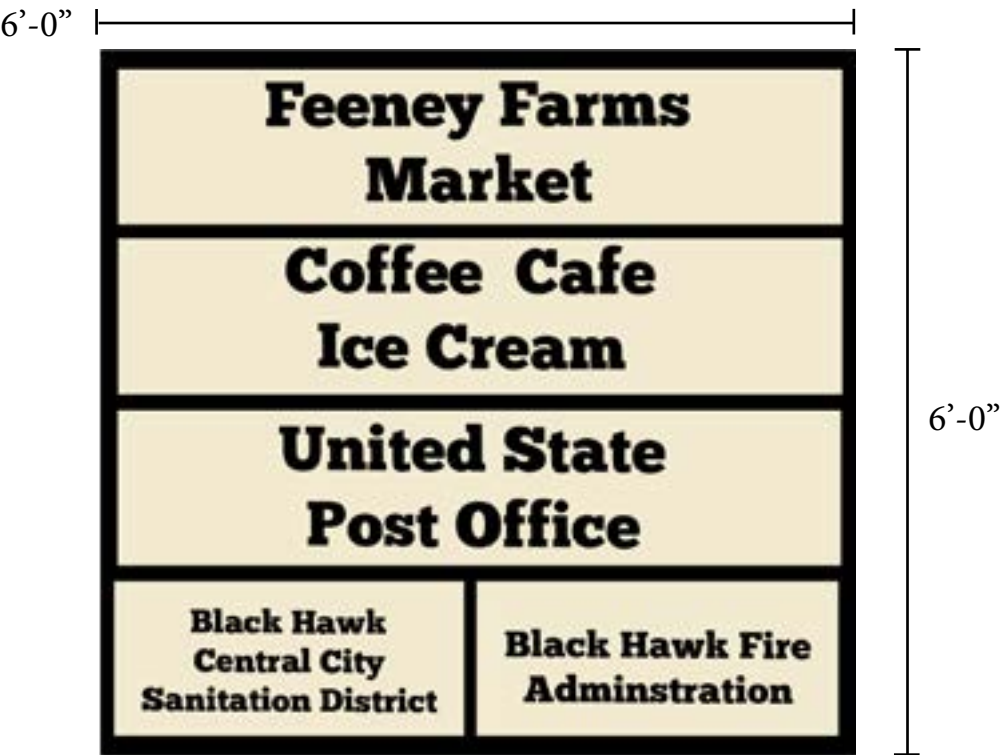 6’-0”
Feeney Farms
Market
Coffee Cafe
Ice Cream
6’-0”
United State
Post Office
Black Hawk
Central City
Sanitation District
Black Hawk Fire
Adminstration